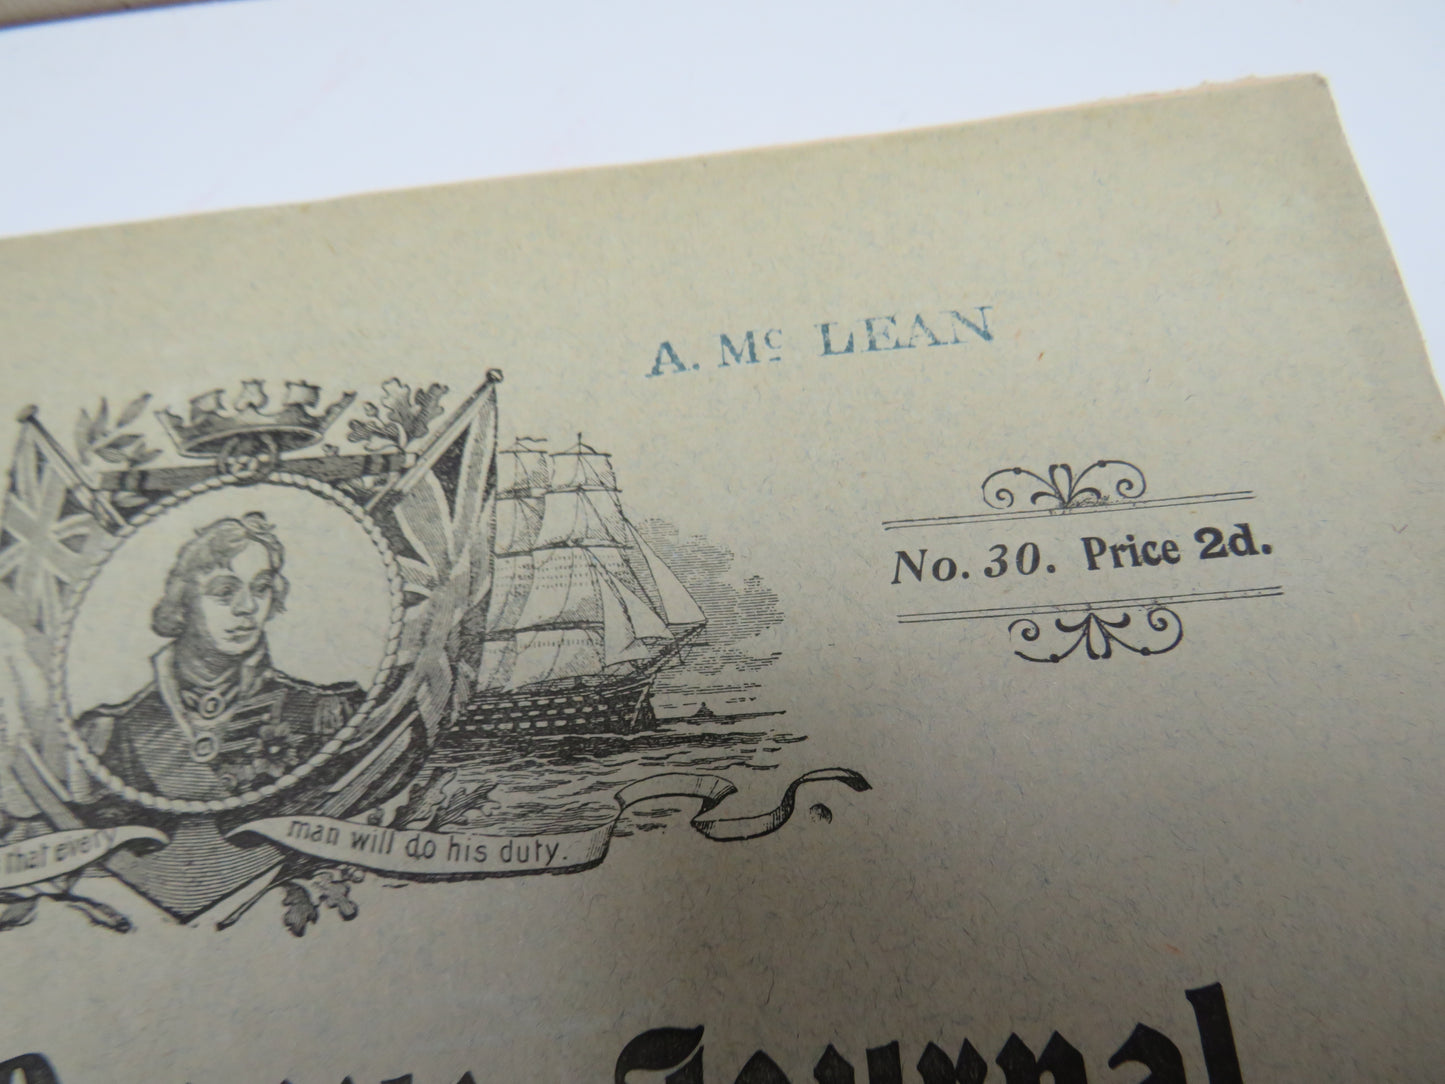 A. Mc LEAN
No. 30. Price 2d.
that every man will do his duty.
Journal